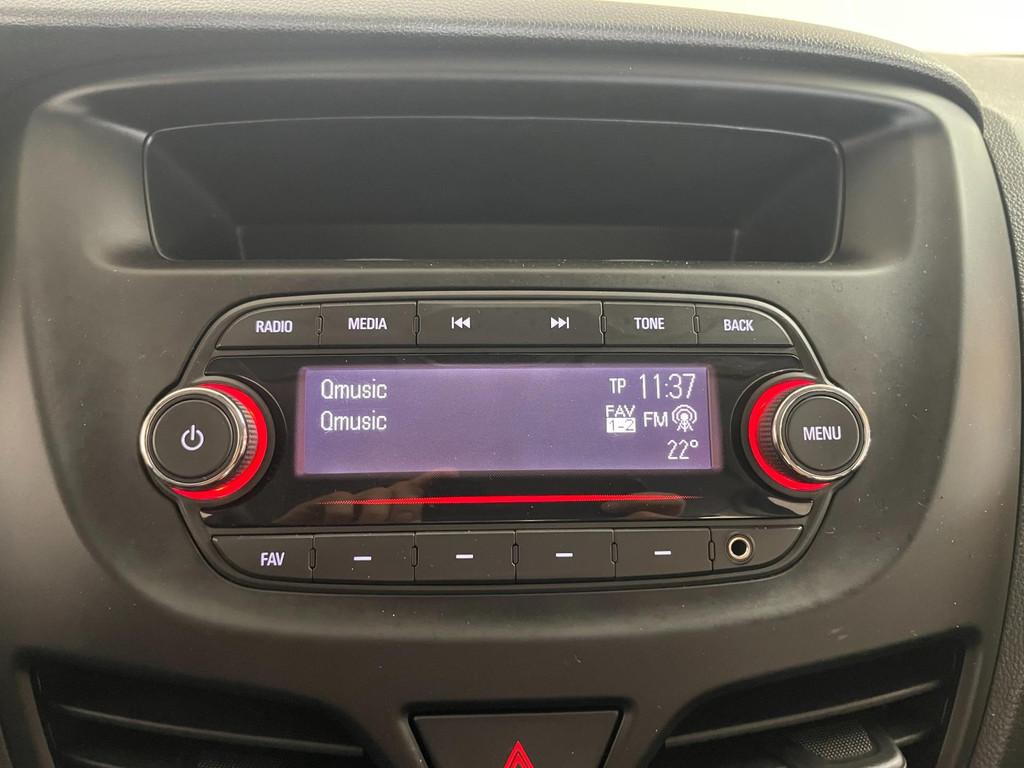 RADIO MEDIA TONE BACK
Qmusic TP 11:37
Qmusic FAV 1-2 FM
22°
MENU
FAV